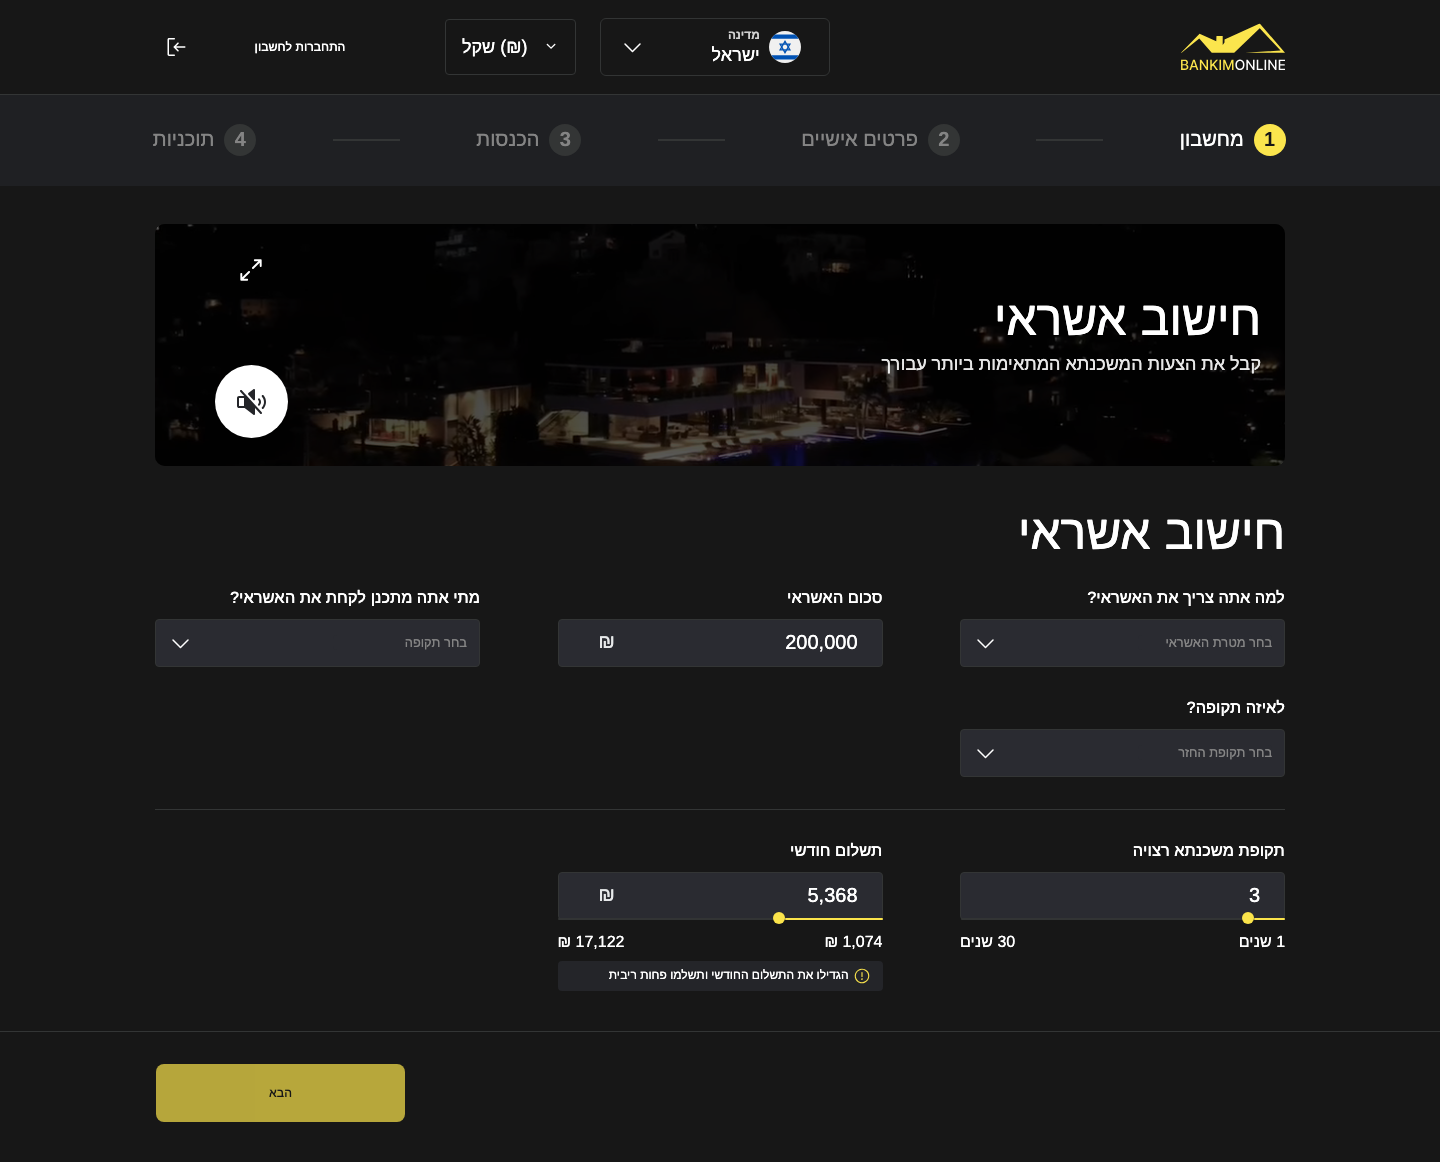 BANKIMONLINE
מדינה
ישראל
שקל (₪)
התחברות לחשבון
1 מחשבון
2 פרטים אישיים
3 הכנסות
4 תוכניות
חישוב אשראי
קבל את הצעות המשכנתא המתאימות ביותר עבורך
חישוב אשראי
למה אתה צריך את האשראי?
בחר מטרת האשראי
סכום האשראי
200,000 ₪
מתי אתה מתכנן לקחת את האשראי?
בחר תקופה
לאיזה תקופה?
בחר תקופת החזר
תקופת משכנתא רצויה
3
1 שנים
30 שנים
תשלום חודשי
5,368 ₪
1,074 ₪
17,122 ₪
הגדילו את התשלום החודשי ותשלמו פחות ריבית
הבא